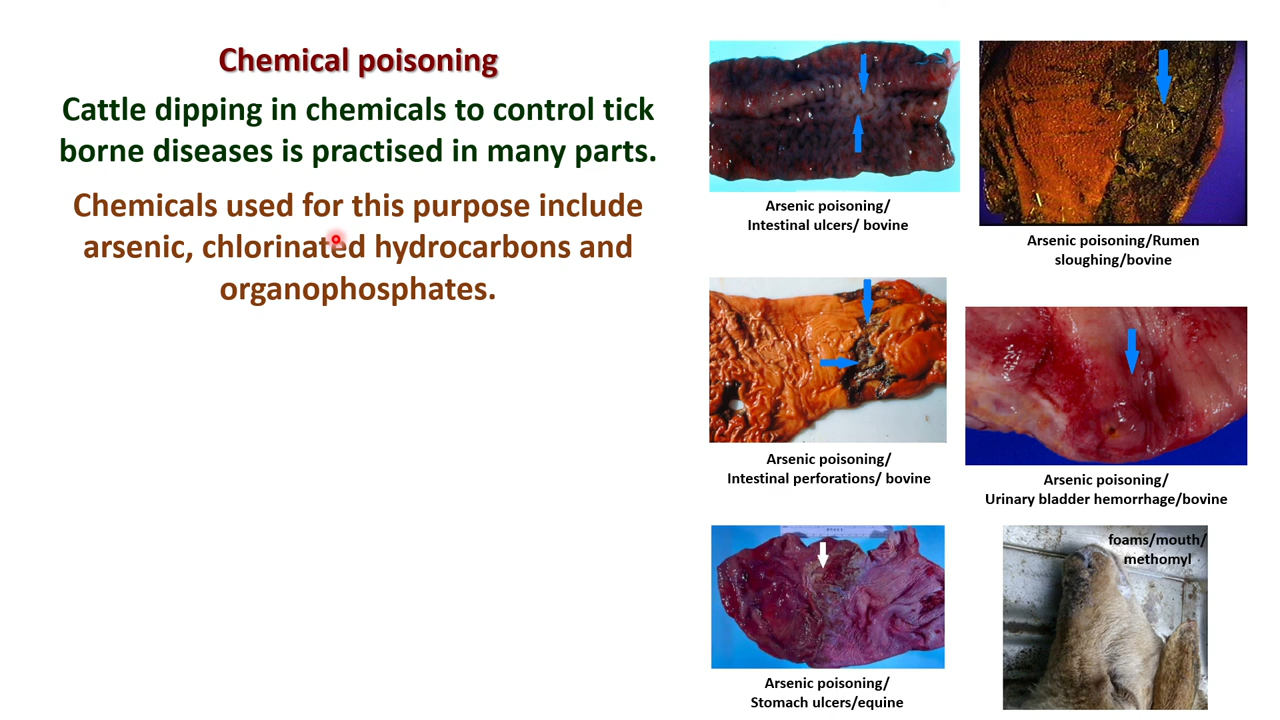 Chemical poisoning
Cattle dipping in chemicals to control tick
borne diseases is practised in many parts.
Chemicals used for this purpose include
arsenic, chlorinated hydrocarbons and
organophosphates.
Arsenic poisoning/
Intestinal ulcers/ bovine
Arsenic poisoning/Rumen
sloughing/bovine
Arsenic poisoning/
Intestinal perforations/ bovine
Arsenic poisoning/
Urinary bladder hemorrhage/bovine
Arsenic poisoning/
Stomach ulcers/equine
foams/mouth/
methomyl